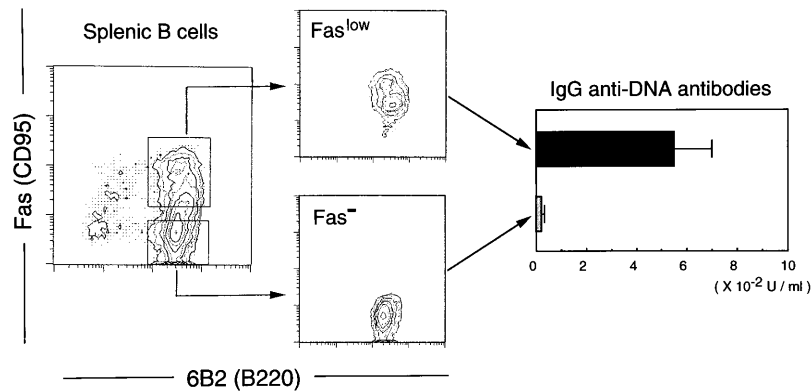 Splenic B cells
Fas low
IgG anti-DNA antibodies
Fas (CD95)
Fas-
0 2 4 6 8 10
( X 10-2 U / ml )
6B2 (B220)